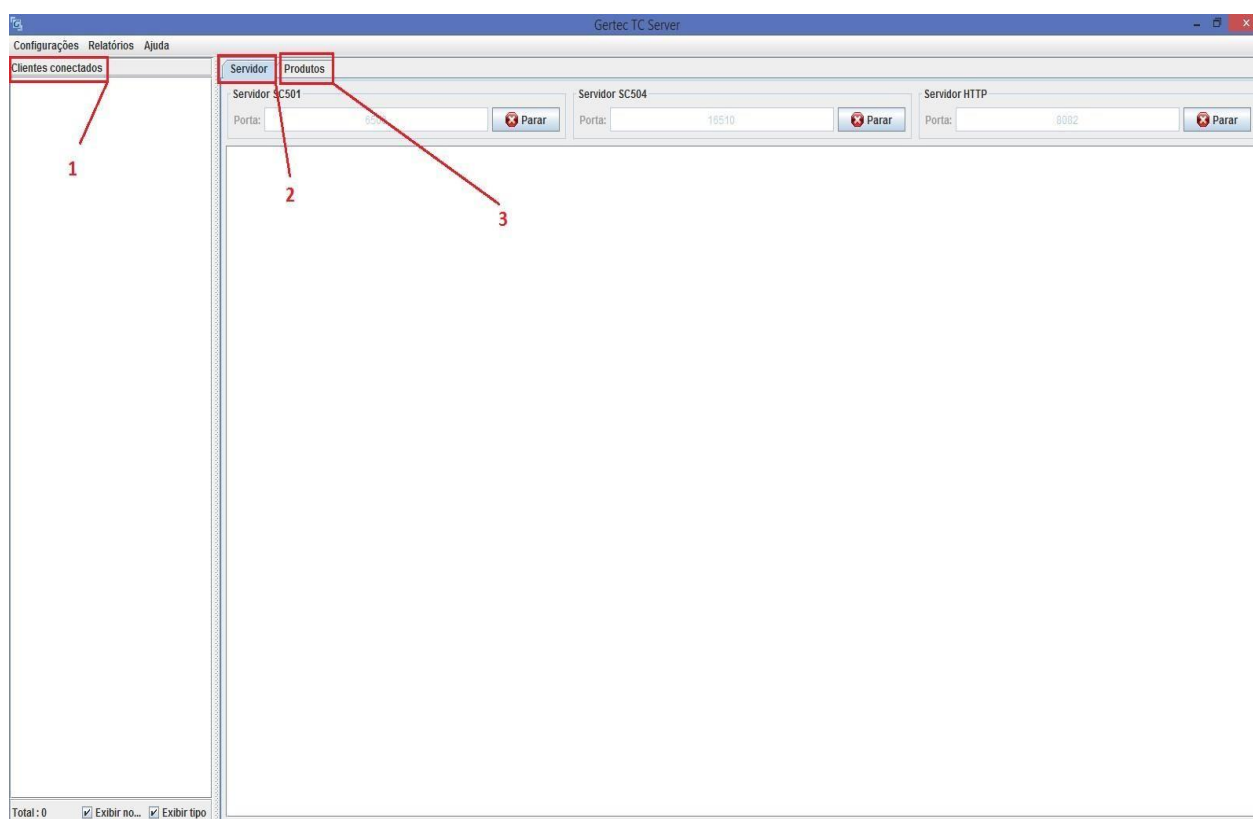 Gertec TC Server
Configurações Relatórios Ajuda
Clientes conectados
Servidor Produtos
Servidor SC501 Servidor SC504 Servidor HTTP
Porta: Parar Porta: 16510 Parar Porta: Parar
1
2
3
Total : 0 Exibir no... Exibir tipo